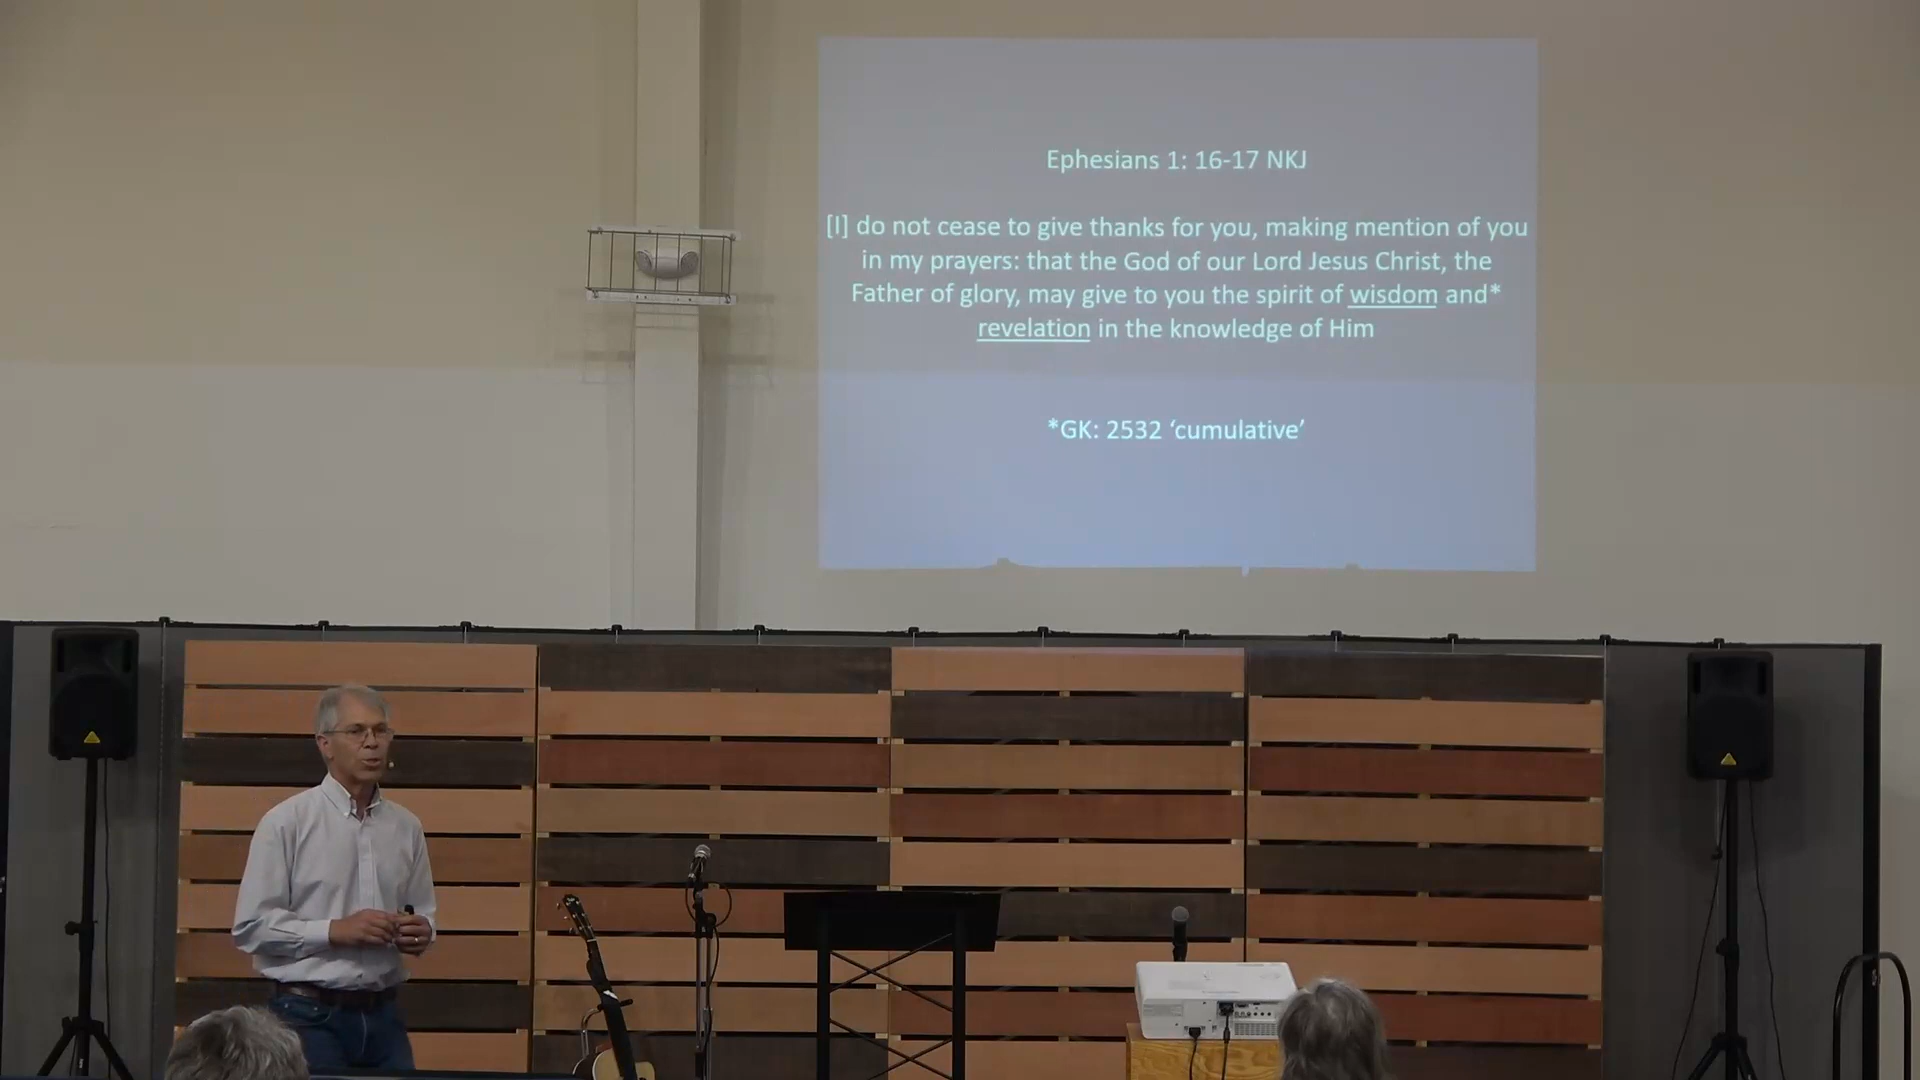 Ephesians 1: 16-17 NKJ
[I] do not cease to give thanks for you, making mention of you
in my prayers: that the God of our Lord Jesus Christ, the
Father of glory, may give to you the spirit of wisdom and*
revelation in the knowledge of Him
*GK: 2532 ‘cumulative’